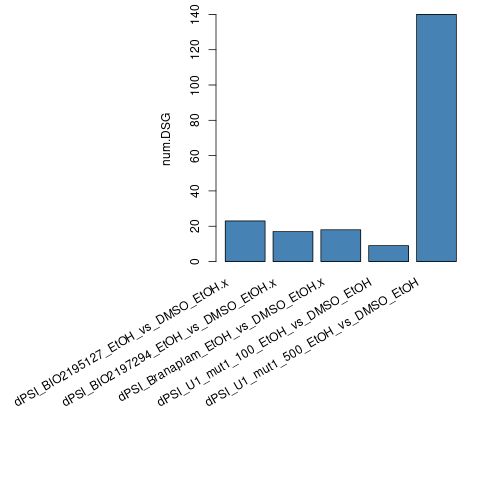 num.DSG
140
120
100
80
60
40
20
0
dPSI_BIO2195127_EtOH_vs_DMSO_EtOH.x
dPSI_BIO2197294_EtOH_vs_DMSO_EtOH.x
dPSI_Branaplam_EtOH_vs_DMSO_EtOH.x
dPSI_U1_mut1_100_EtOH_vs_DMSO_EtOH
dPSI_U1_mut1_500_EtOH_vs_DMSO_EtOH